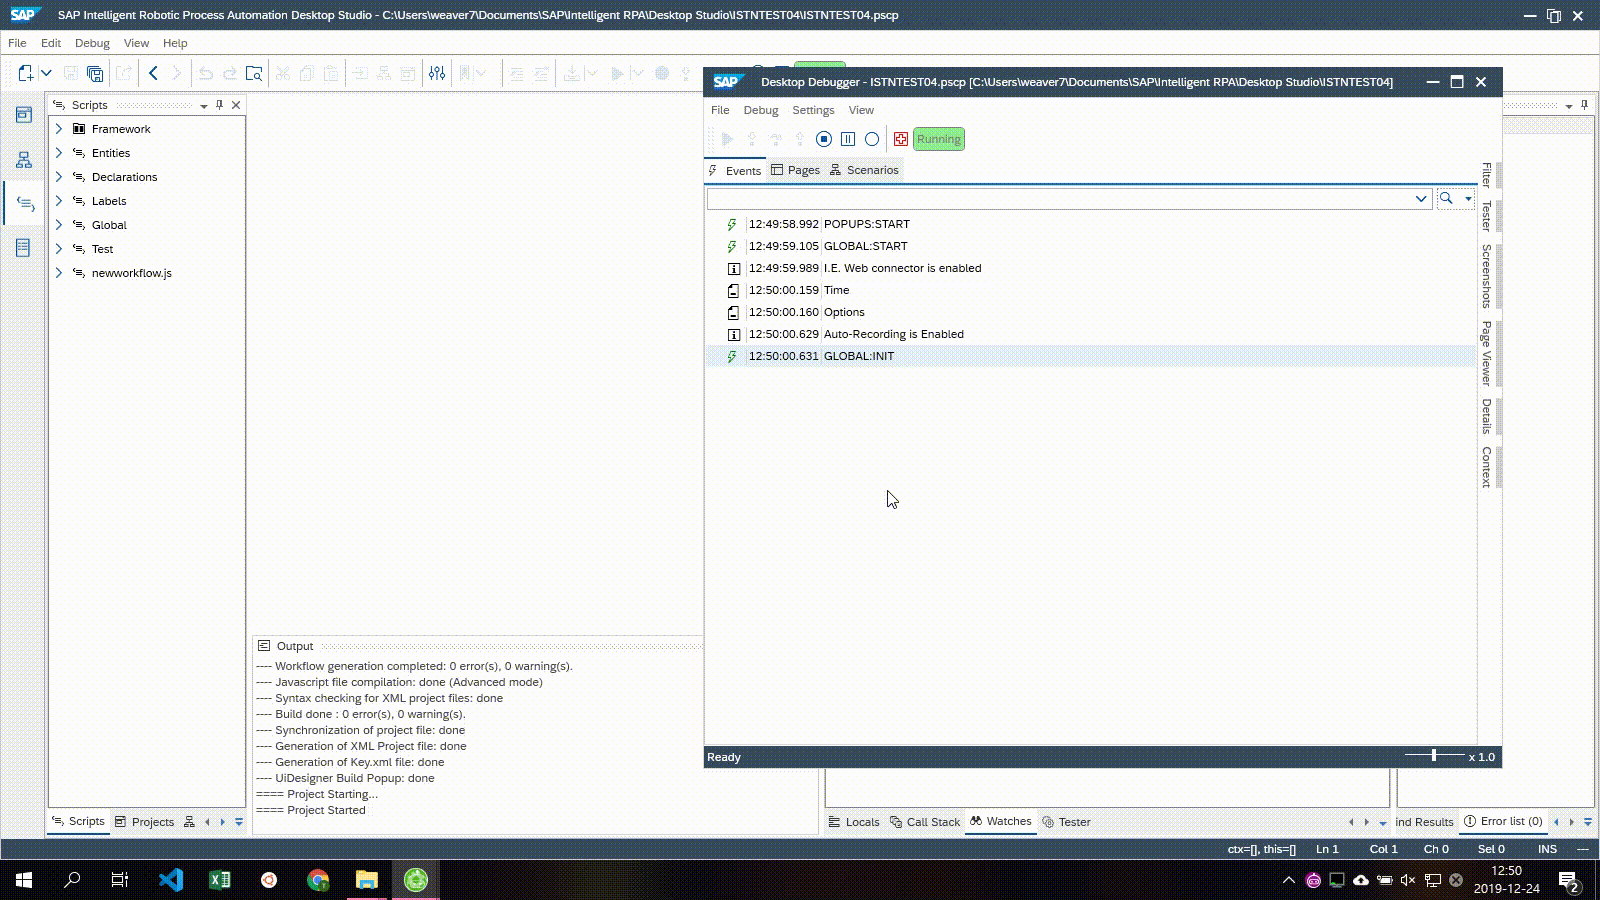 SAP SAP Intelligent Robotic Process Automation Desktop Studio - C:\Users\weaver7\Documents\SAP\Intelligent RPA\Desktop Studio\ISTNTEST04\ISTNTEST04.pscp
File Edit Debug View Help
Scripts
Framework
Entities
Declarations
Labels
Global
Test
newworkflow.js
SAP Desktop Debugger - ISTNTEST04.pscp [C:\Users\weaver7\Documents\SAP\Intelligent RPA\Desktop Studio\ISTNTEST04]
File Debug Settings View
Running
Events Pages Scenarios
12:49:58.992 POPUPS:START
12:49:59.105 GLOBAL:START
12:49:59.989 I.E. Web connector is enabled
12:50:00.159 Time
12:50:00.160 Options
12:50:00.629 Auto-Recording is Enabled
12:50:00.631 GLOBAL:INIT
Filter
Tester
Screenshots
Page Viewer
Details
Context
Ready x 1.0
Output
---- Workflow generation completed: 0 error(s), 0 warning(s).
---- Javascript file compilation: done (Advanced mode)
---- Syntax checking for XML project files: done
---- Build done : 0 error(s), 0 warning(s).
---- Synchronization of project file: done
---- Generation of XML Project file: done
---- Generation of Key.xml file: done
---- UiDesigner Build Popup: done
==== Project Starting...
==== Project Started
Scripts Projects
Locals Call Stack Watches Tester
ind Results Error list (0)
ctx=[], this=[] Ln 1 Col 1 Ch 0 Sel 0 INS ---
12:50
2019-12-24
2